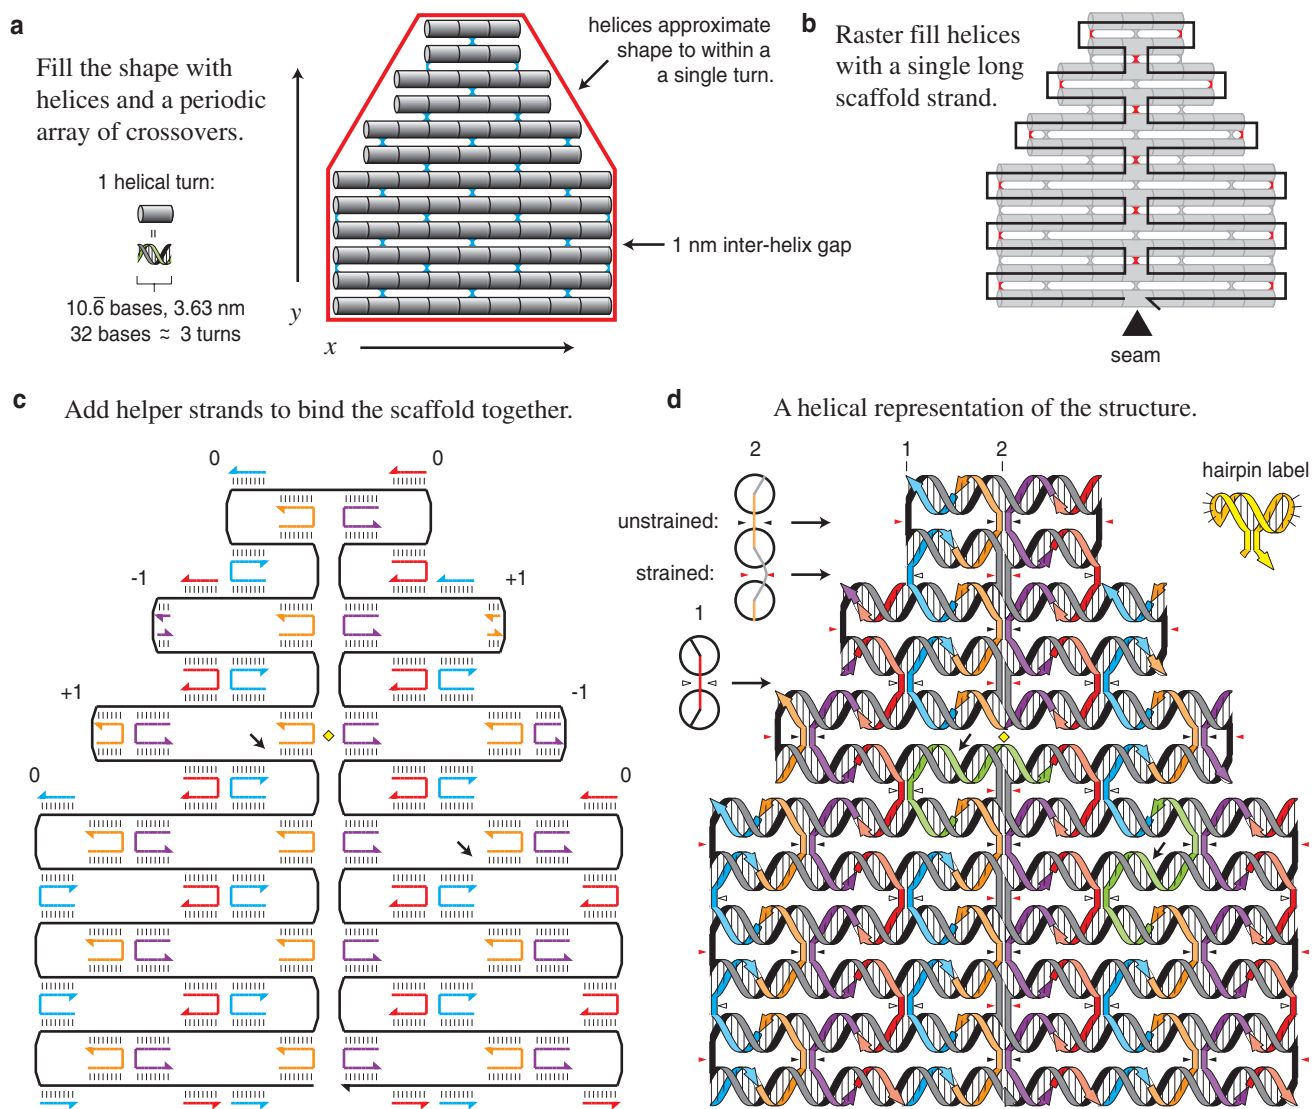 a
Fill the shape with
helices and a periodic
array of crossovers.
1 helical turn:
=
10.6̅ bases, 3.63 nm
32 bases ≈ 3 turns
y
x
helices approximate
shape to within a
a single turn.
1 nm inter-helix gap
b
Raster fill helices
with a single long
scaffold strand.
seam
c
Add helper strands to bind the scaffold together.
0
0
-1
+1
+1
-1
0
0
d
A helical representation of the structure.
2
1
2
unstrained:
strained:
1
hairpin label